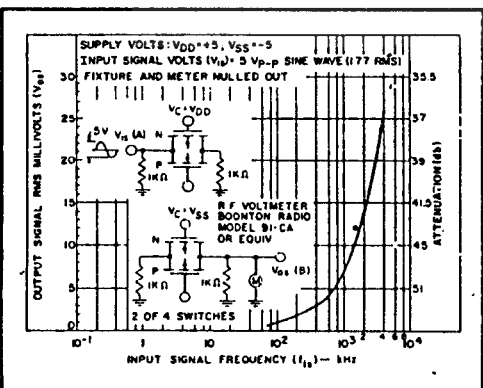 SUPPLY VOLTS: VDD=+5, VSS=-5
INPUT SIGNAL VOLTS (Vis)= 5 Vp-p SINE WAVE (1.77 RMS)
FIXTURE AND METER NULLED OUT
OUTPUT SIGNAL RMS MILLIVOLTS (Vos)
30
25
20
15
10
5
0
VC=VDD
5V
Vis (A)
N
P
1KΩ
1KΩ
RF VOLTMETER
BOONTON RADIO
MODEL 91-CA
OR EQUIV
VC=VSS
N
P
1KΩ
1KΩ
M
Vos (B)
2 OF 4 SWITCHES
35.5
37
39
41.5
45
51
ATTENUATION (db)
10-1
1
10
102
103
2
4
6
8
104
INPUT SIGNAL FREQUENCY (fis)— kHz